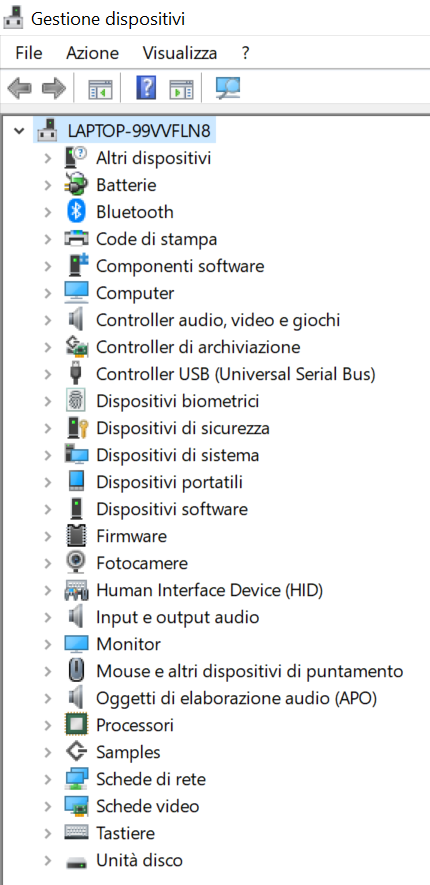 Gestione dispositivi
File Azione Visualizza ?
LAPTOP-99VVFLN8
Altri dispositivi
Batterie
Bluetooth
Code di stampa
Componenti software
Computer
Controller audio, video e giochi
Controller di archiviazione
Controller USB (Universal Serial Bus)
Dispositivi biometrici
Dispositivi di sicurezza
Dispositivi di sistema
Dispositivi portatili
Dispositivi software
Firmware
Fotocamere
Human Interface Device (HID)
Input e output audio
Monitor
Mouse e altri dispositivi di puntamento
Oggetti di elaborazione audio (APO)
Processori
Samples
Schede di rete
Schede video
Tastiere
Unità disco